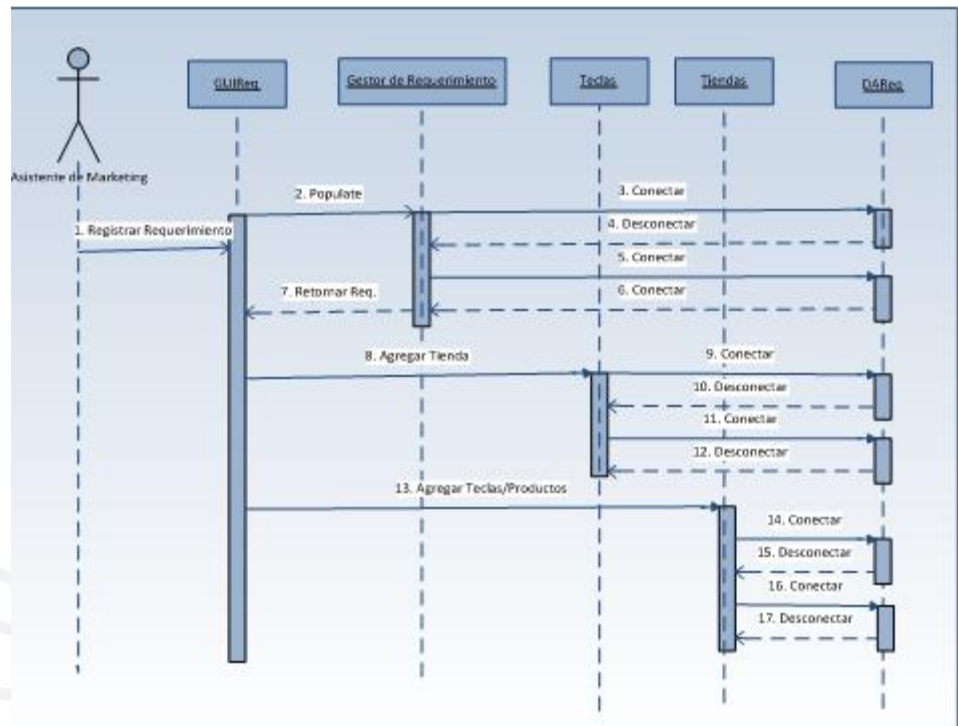 GUIReq
Gestor de Requerimiento
Teclas
Tiendas
DAReq
Asistente de Marketing
1. Registrar Requerimiento
2. Populate
3. Conectar
4. Desconectar
5. Conectar
6. Conectar
7. Retornar Req.
8. Agregar Tienda
9. Conectar
10. Desconectar
11. Conectar
12. Desconectar
13. Agregar Teclas/Productos
14. Conectar
15. Desconectar
16. Conectar
17. Desconectar